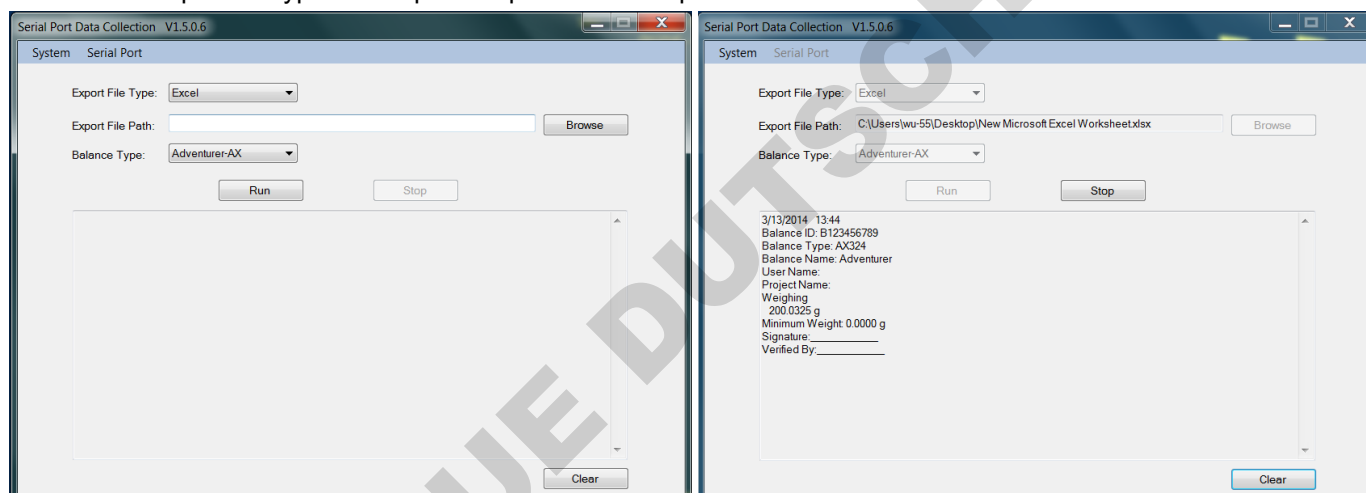 Serial Port Data Collection V1.5.0.6
System Serial Port
Export File Type: Excel
Export File Path: Browse
Balance Type: Adventurer-AX
Run Stop
Clear
Serial Port Data Collection V1.5.0.6
System Serial Port
Export File Type: Excel
Export File Path: C:\Users\wu-55\Desktop\New Microsoft Excel Worksheet.xlsx Browse
Balance Type: Adventurer-AX
Run Stop
3/13/2014 13:44
Balance ID: B123456789
Balance Type: AX324
Balance Name: Adventurer
User Name:
Project Name:
Weighing
200.0325 g
Minimum Weight: 0.0000 g
Signature:____________
Verified By:____________
Clear